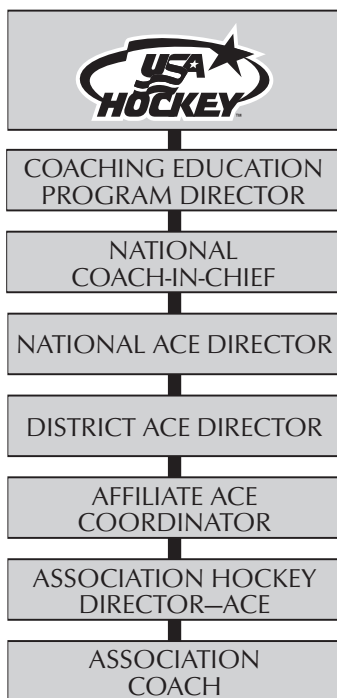 USA
HOCKEY
COACHING EDUCATION
PROGRAM DIRECTOR
NATIONAL
COACH-IN-CHIEF
NATIONAL ACE DIRECTOR
DISTRICT ACE DIRECTOR
AFFILIATE ACE
COORDINATOR
ASSOCIATION HOCKEY
DIRECTOR—ACE
ASSOCIATION
COACH